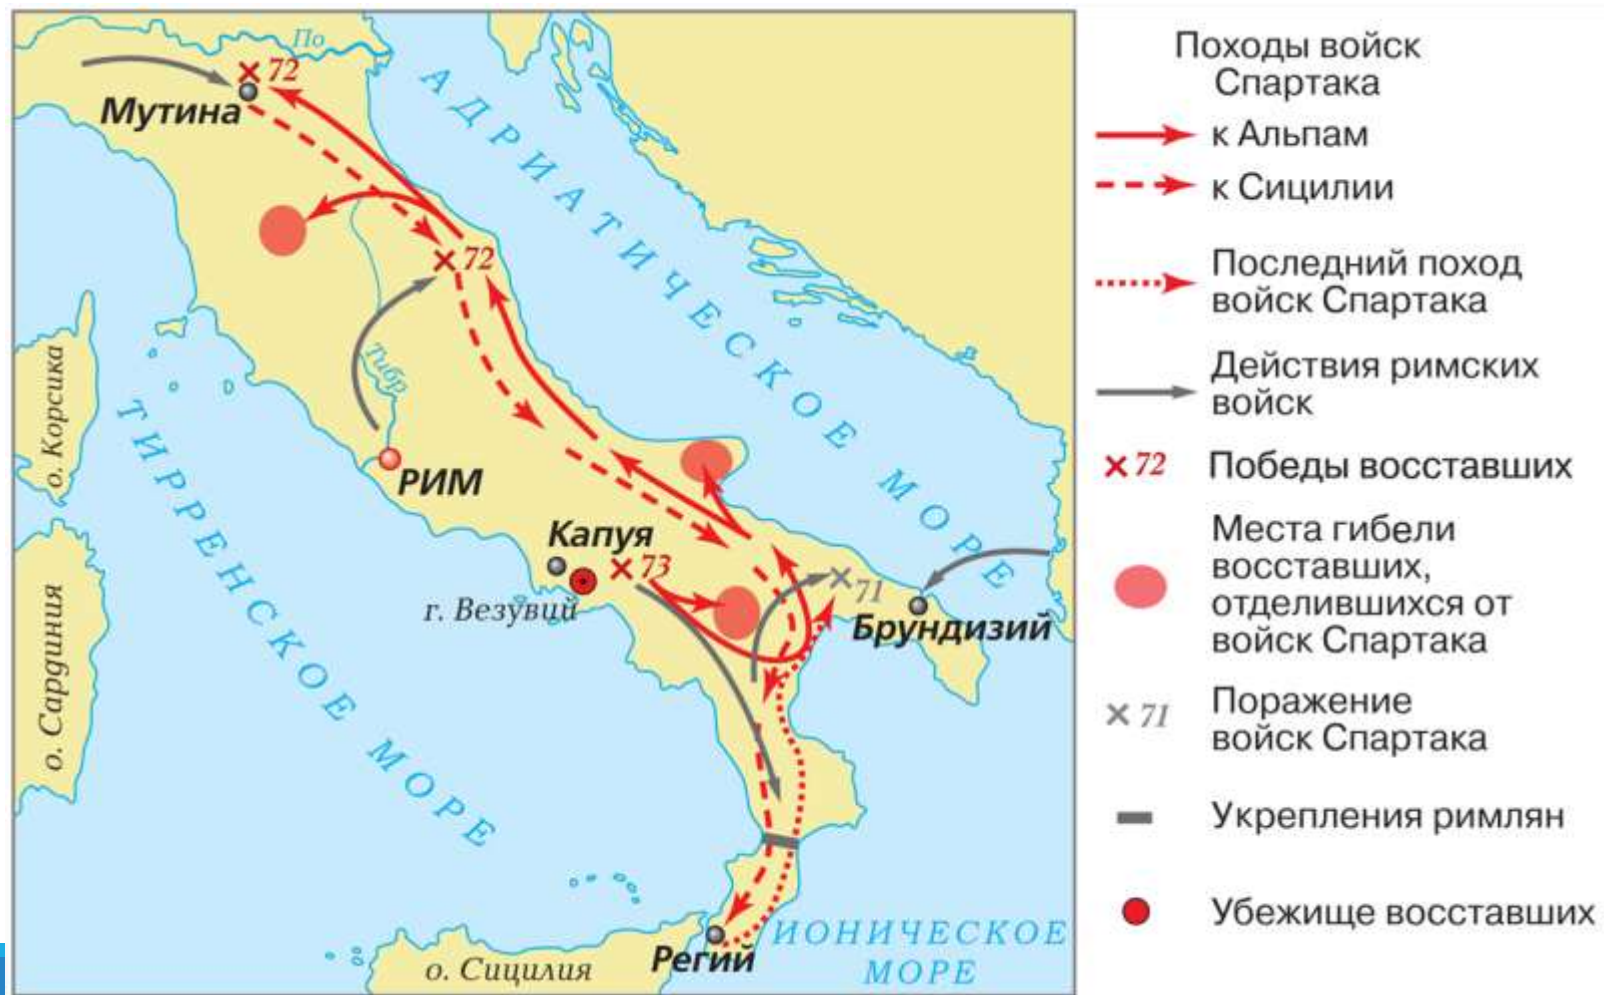 По
72
Мутина
АДРИАТИЧЕСКОЕ МОРЕ
72
о. Корсика
Тибр
ТИРРЕНСКОЕ МОРЕ
РИМ
Капуя
73
г. Везувий
71
Брундизий
о. Сардиния
Регий
о. Сицилия
ИОНИЧЕСКОЕ
МОРЕ
Походы войск
Спартака
к Альпам
к Сицилии
Последний поход
войск Спартака
Действия римских
войск
72 Победы восставших
Места гибели
восставших,
отделившихся от
войск Спартака
71 Поражение
войск Спартака
Укрепления римлян
Убежище восставших